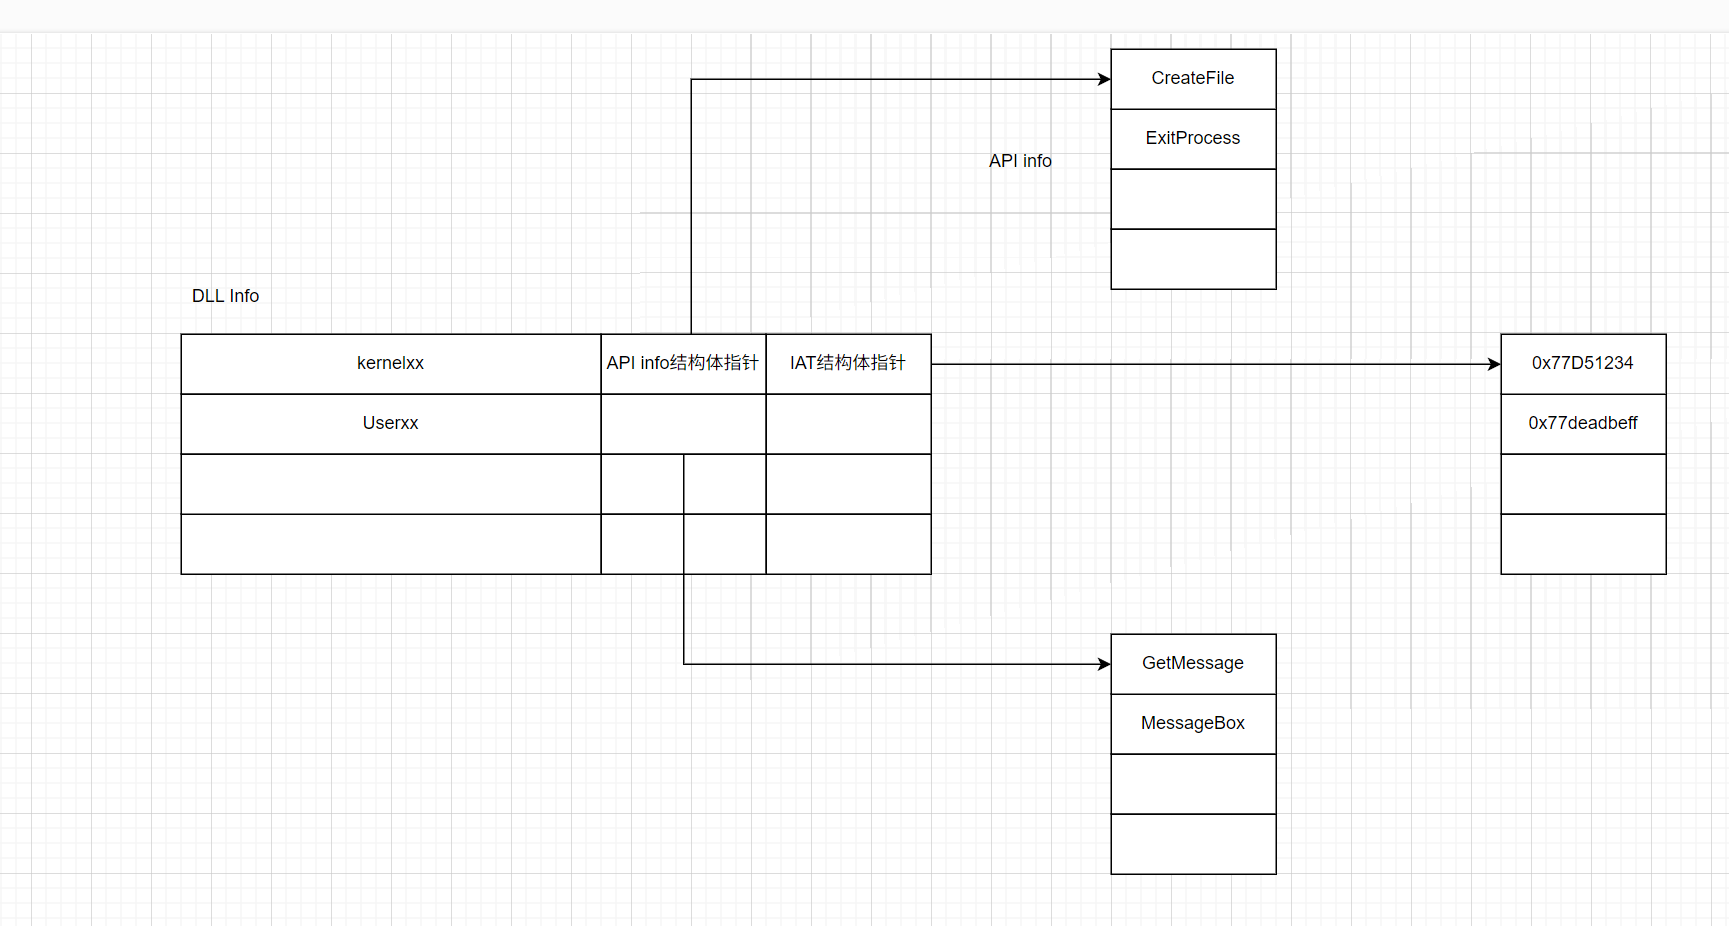 CreateFile
ExitProcess
API info
DLL Info
kernelxx
API info结构体指针
IAT结构体指针
0x77D51234
Userxx
0x77deadbeff
GetMessage
MessageBox